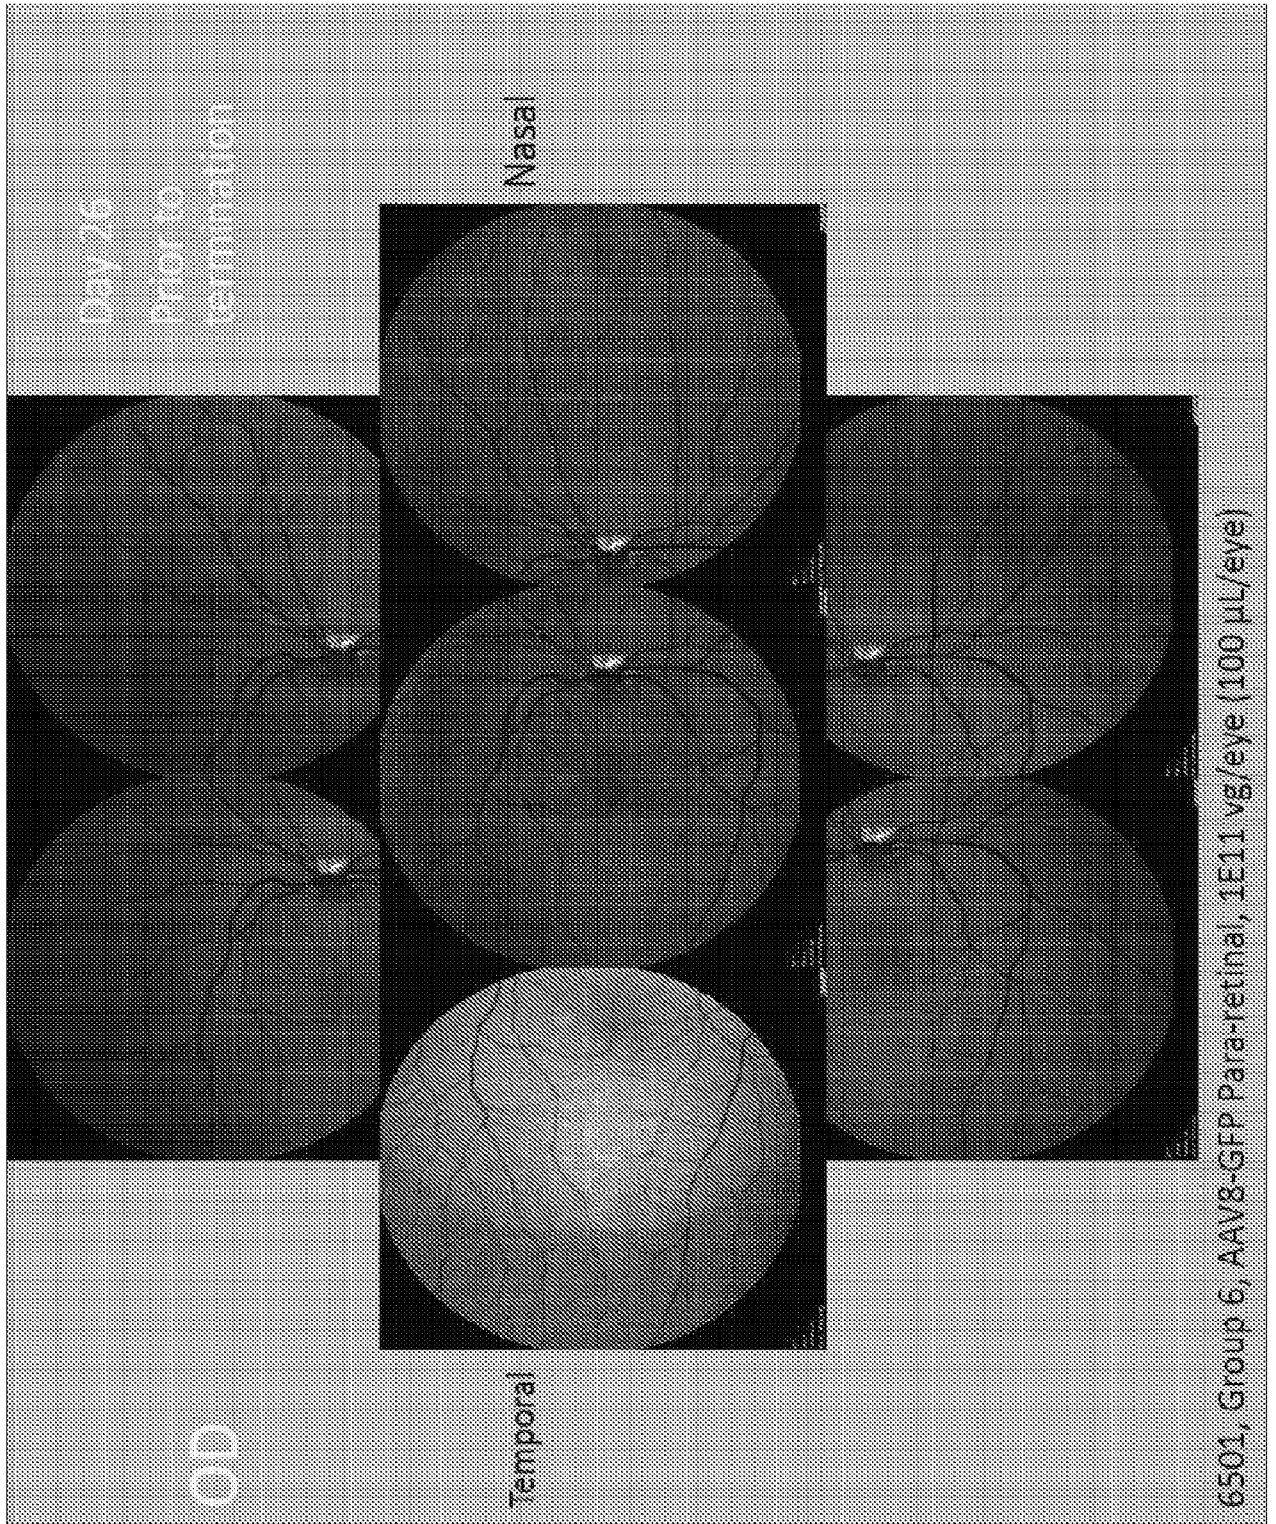 OD
Day 26
Prior to
Termination
Temporal
Nasal
6501, Group 6, AAV8-GFP Para-retinal, 1E11 vg/eye (100 µL/eye)